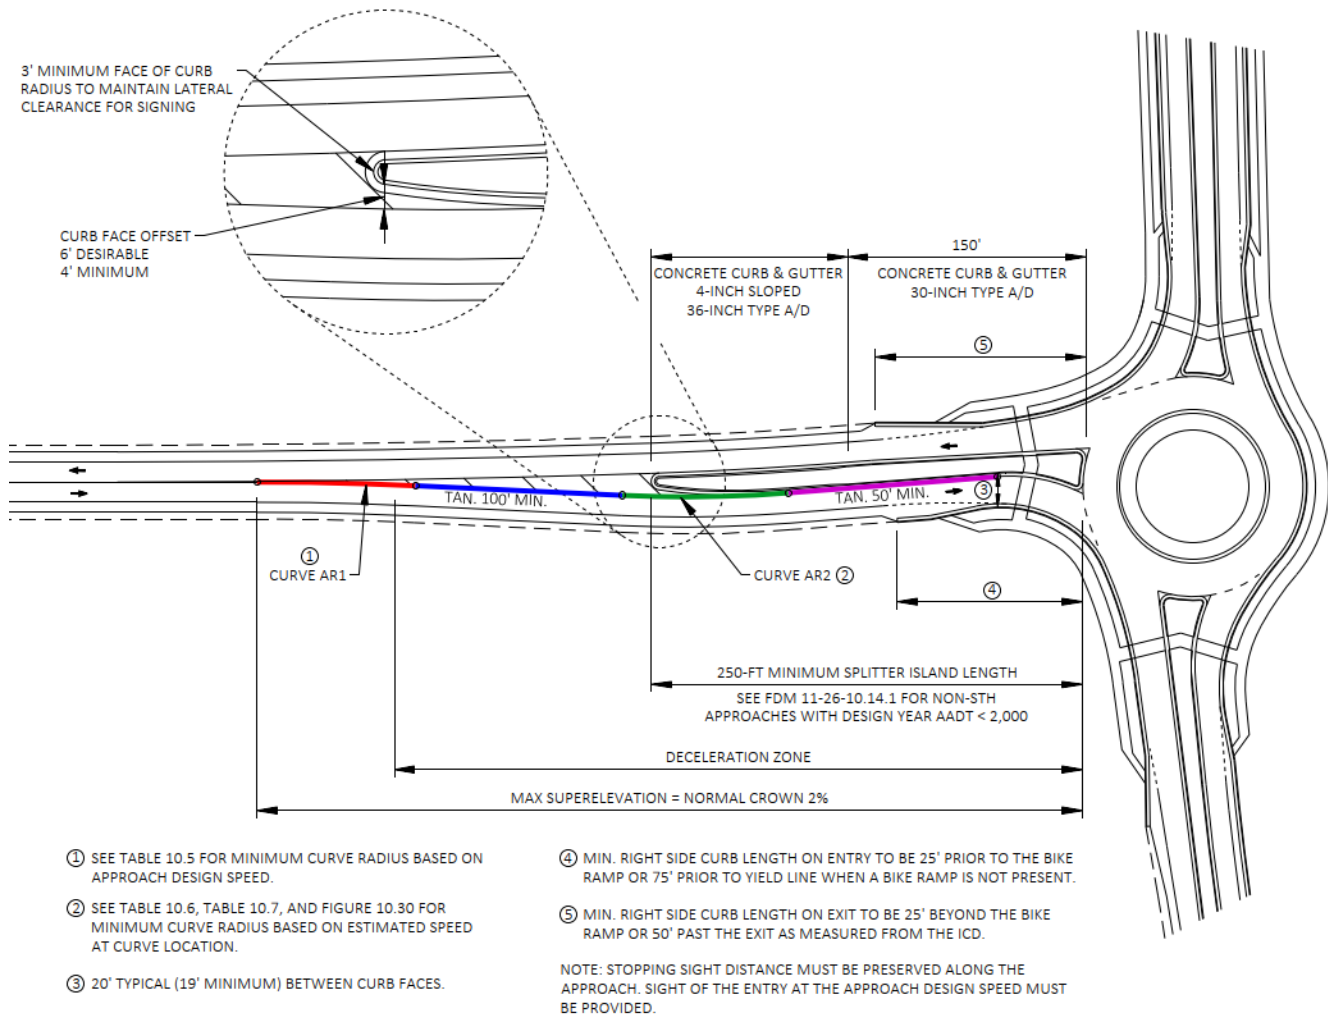 3' MINIMUM FACE OF CURB
RADIUS TO MAINTAIN LATERAL
CLEARANCE FOR SIGNING
CURB FACE OFFSET
6' DESIRABLE
4' MINIMUM
150'
CONCRETE CURB & GUTTER
4-INCH SLOPED
36-INCH TYPE A/D
CONCRETE CURB & GUTTER
30-INCH TYPE A/D
5
TAN. 100' MIN.
TAN. 50' MIN.
3
1
CURVE AR1
CURVE AR2 2
4
250-FT MINIMUM SPLITTER ISLAND LENGTH
SEE FDM 11-26-10.14.1 FOR NON-STH
APPROACHES WITH DESIGN YEAR AADT < 2,000
DECELERATION ZONE
MAX SUPERELEVATION = NORMAL CROWN 2%
1 SEE TABLE 10.5 FOR MINIMUM CURVE RADIUS BASED ON
APPROACH DESIGN SPEED.
2 SEE TABLE 10.6, TABLE 10.7, AND FIGURE 10.30 FOR
MINIMUM CURVE RADIUS BASED ON ESTIMATED SPEED
AT CURVE LOCATION.
3 20' TYPICAL (19' MINIMUM) BETWEEN CURB FACES.
4 MIN. RIGHT SIDE CURB LENGTH ON ENTRY TO BE 25' PRIOR TO THE BIKE
RAMP OR 75' PRIOR TO YIELD LINE WHEN A BIKE RAMP IS NOT PRESENT.
5 MIN. RIGHT SIDE CURB LENGTH ON EXIT TO BE 25' BEYOND THE BIKE
RAMP OR 50' PAST THE EXIT AS MEASURED FROM THE ICD.
NOTE: STOPPING SIGHT DISTANCE MUST BE PRESERVED ALONG THE
APPROACH. SIGHT OF THE ENTRY AT THE APPROACH DESIGN SPEED MUST
BE PROVIDED.